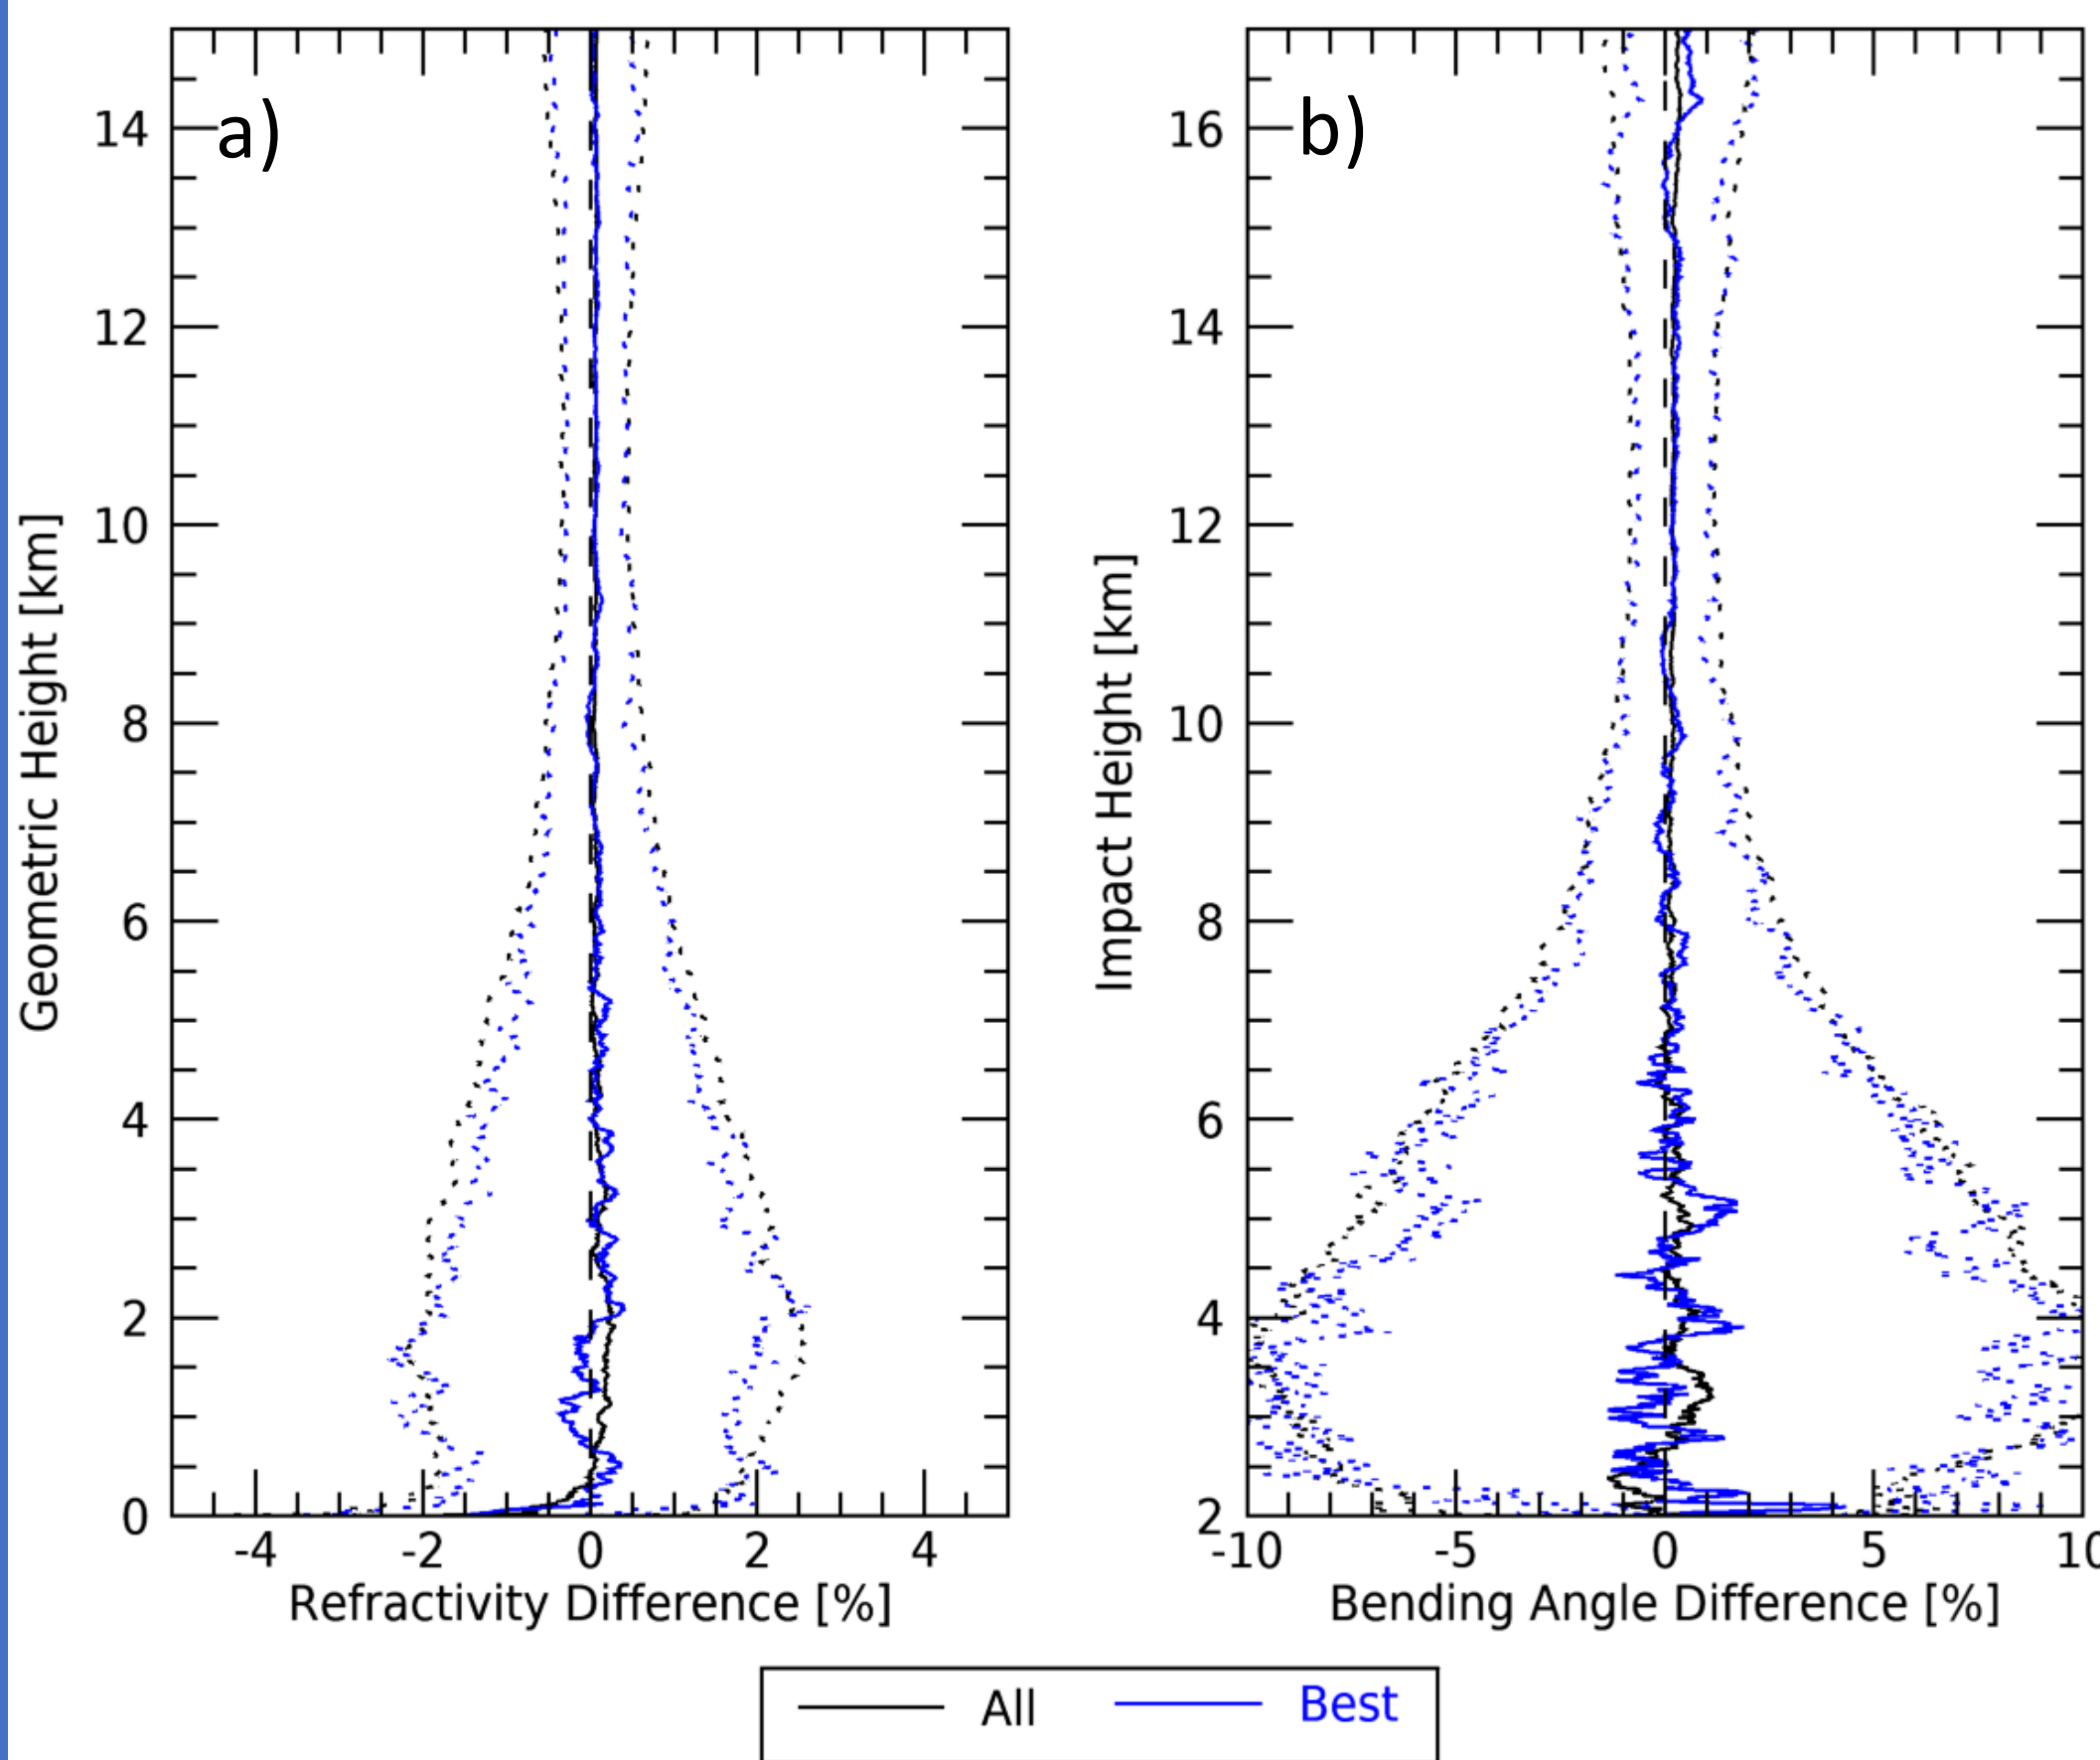 a)
14
12
10
8
6
4
2
0
Geometric Height [km]
-4 -2 0 2 4
Refractivity Difference [%]
b)
16
14
12
10
8
6
4
2
Impact Height [km]
-10 -5 0 5 10
Bending Angle Difference [%]
All Best